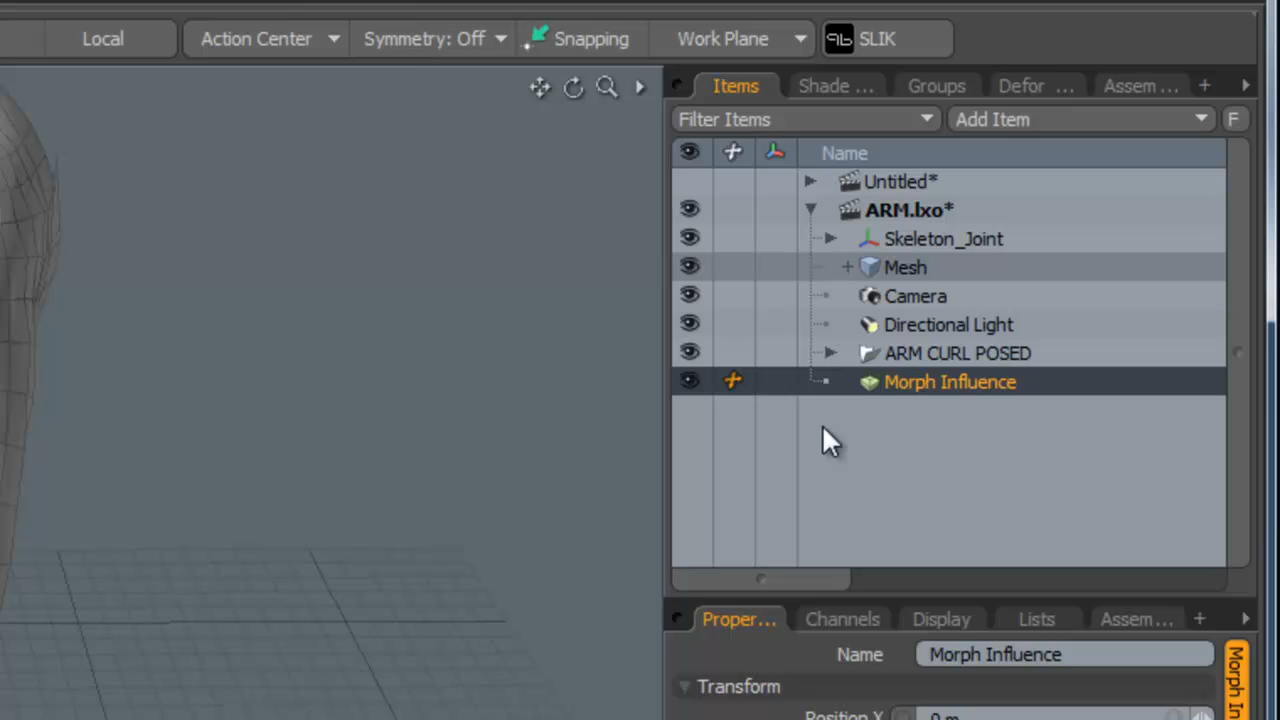 Local Action Center Symmetry: Off Snapping Work Plane SLIK
Items Shade ... Groups Defor ... Assem ... +
Filter Items Add Item F
Name
Untitled*
ARM.lxo*
Skeleton_Joint
+ Mesh
Camera
Directional Light
ARM CURL POSED
Morph Influence
Proper... Channels Display Lists Assem... +
Name Morph Influence
Morph In
Transform
Position X 0 m